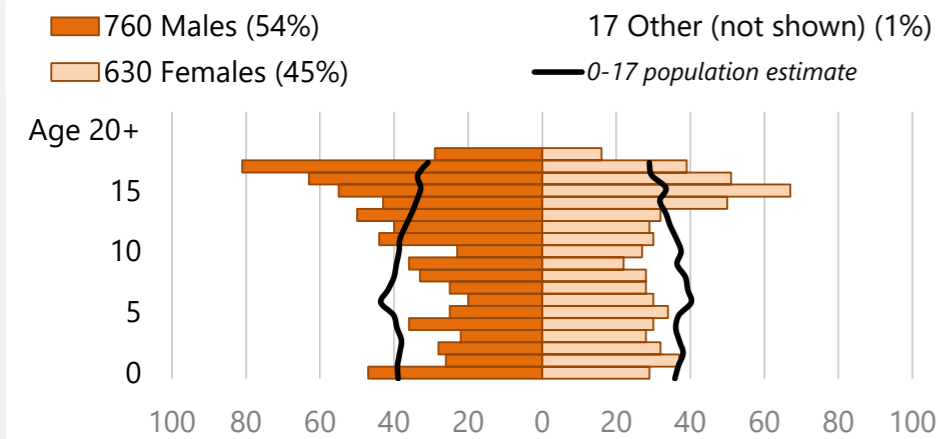 760 Males (54%) 17 Other (not shown) (1%)
630 Females (45%) 0-17 population estimate
Age 20+
15
10
5
0
100 80 60 40 20 0 20 40 60 80 100